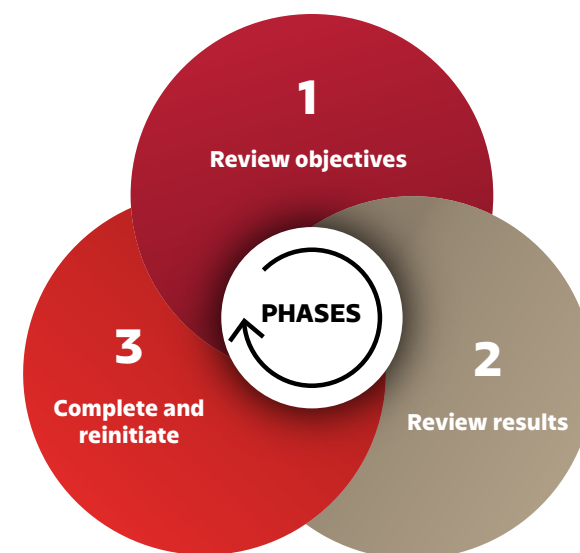 1
Review objectives
PHASES
2
Review results
3
Complete and
reinitiate